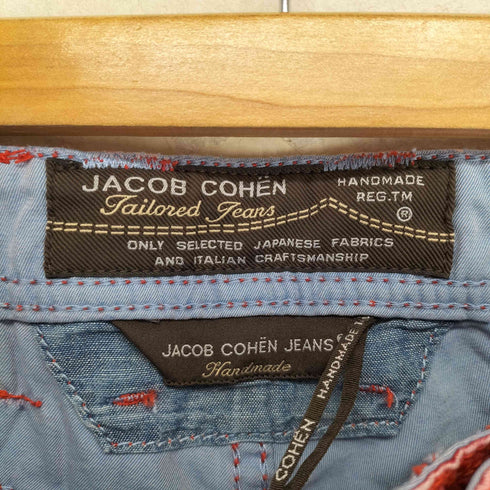 JACOB COHËN
Tailored Jeans
HANDMADE
REG.TM
®
ONLY SELECTED JAPANESE FABRICS
AND ITALIAN CRAFTSMANSHIP
JACOB COHËN JEANS
Handmade
COHËN HANDMADE